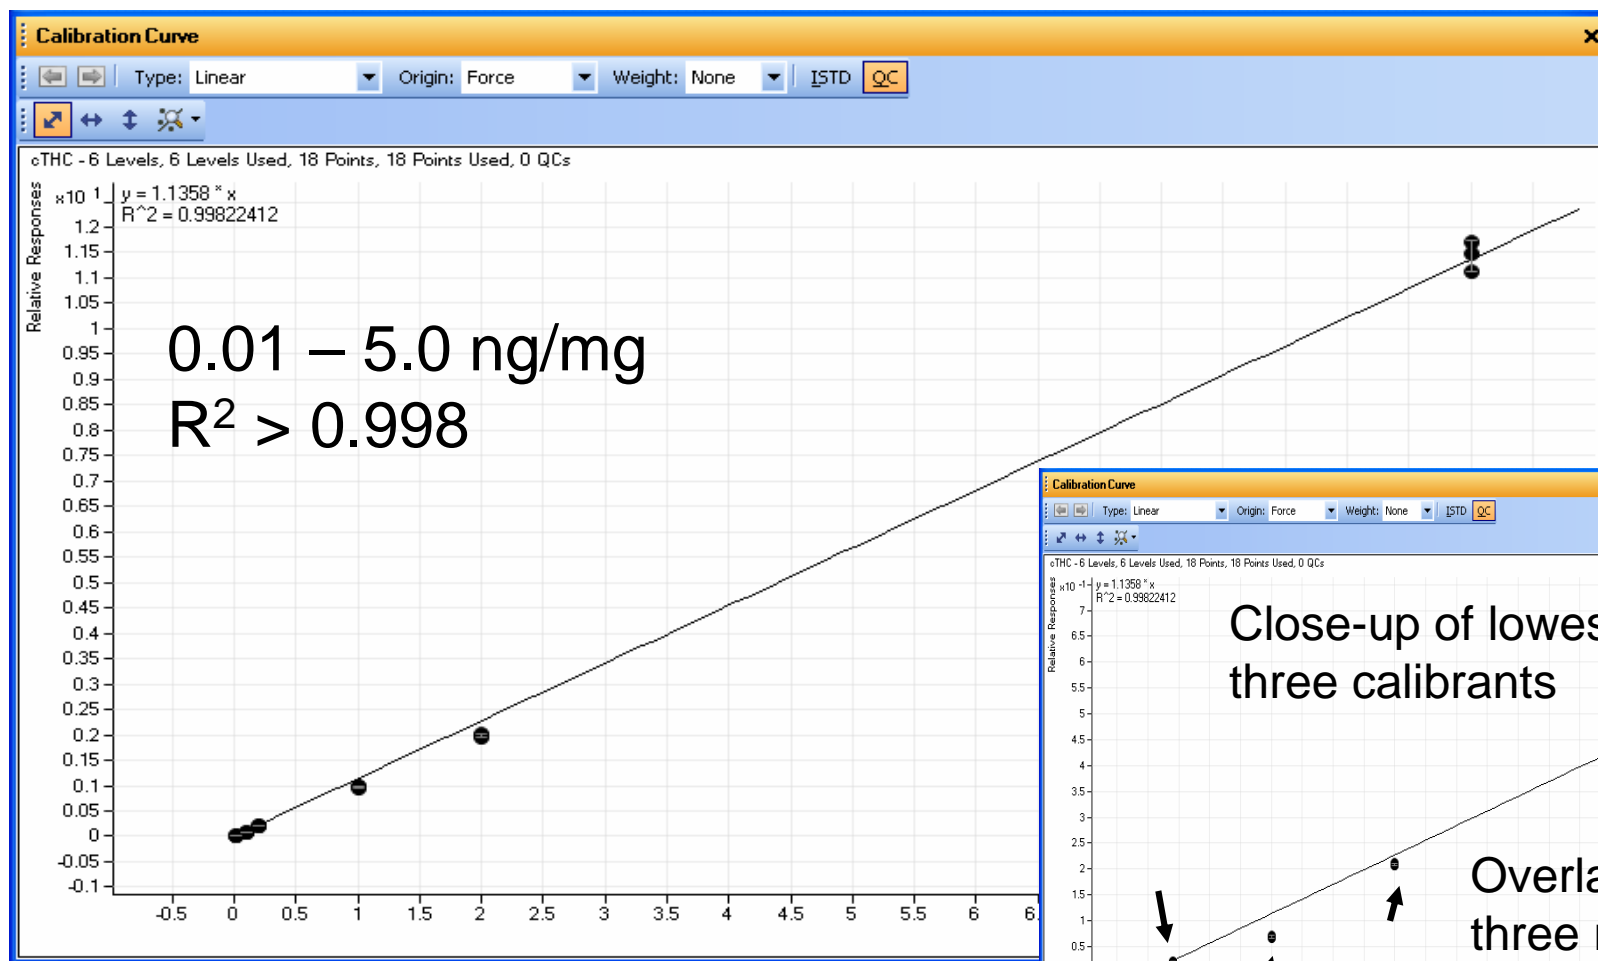 Calibration Curve
Type: Linear Origin: Force Weight: None ISTD QC
cTHC - 6 Levels, 6 Levels Used, 18 Points, 18 Points Used, 0 QCs
Relative Responses
x10 1
y = 1.1358 * x
R^2 = 0.99822412
1.2
1.15
1.1
1.05
1
0.95
0.9
0.85
0.8
0.75
0.7
0.65
0.6
0.55
0.5
0.45
0.4
0.35
0.3
0.25
0.2
0.15
0.1
0.05
0
-0.05
-0.1
-0.5 0 0.5 1 1.5 2 2.5 3 3.5 4 4.5 5 5.5 6
0.01 – 5.0 ng/mg
R2 > 0.998
Calibration Curve
Type: Linear Origin: Force Weight: None ISTD QC
cTHC - 6 Levels, 6 Levels Used, 18 Points, 18 Points Used, 0 QCs
Relative Responses
x10 -1
y = 1.1358 * x
R^2 = 0.99822412
7
6.5
6
5.5
5
4.5
4
3.5
3
2.5
2
1.5
1
0.5
Close-up of
three calibrants
three